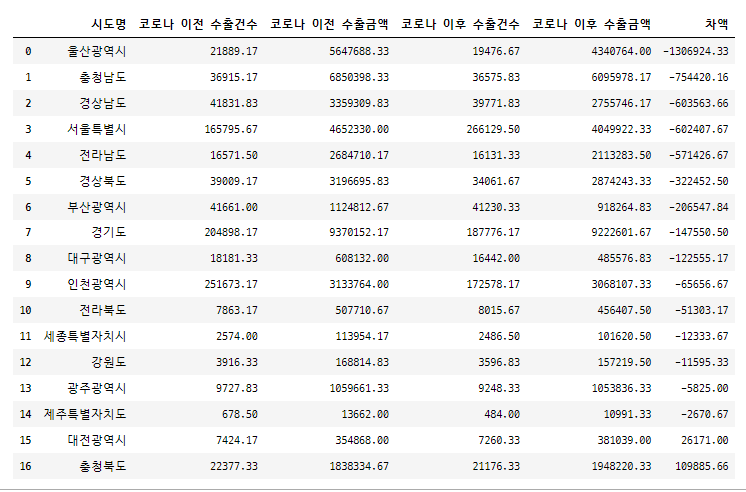 시도명 코로나 이전 수출건수 코로나 이전 수출금액 코로나 이후 수출건수 코로나 이후 수출금액 차액
0 울산광역시 21889.17 5647688.33 19476.67 4340764.00 -1306924.33
1 충청남도 36915.17 6850398.33 36575.83 6095978.17 -754420.16
2 경상남도 41831.83 3359309.83 39771.83 2755746.17 -603563.66
3 서울특별시 165795.67 4652330.00 266129.50 4049922.33 -602407.67
4 전라남도 16571.50 2684710.17 16131.33 2113283.50 -571426.67
5 경상북도 39009.17 3196695.83 34061.67 2874243.33 -322452.50
6 부산광역시 41661.00 1124812.67 41230.33 918264.83 -206547.84
7 경기도 204898.17 9370152.17 187776.17 9222601.67 -147550.50
8 대구광역시 18181.33 608132.00 16442.00 485576.83 -122555.17
9 인천광역시 251673.17 3133764.00 172578.17 3068107.33 -65656.67
10 전라북도 7863.17 507710.67 8015.67 456407.50 -51303.17
11 세종특별자치시 2574.00 113954.17 2486.50 101620.50 -12333.67
12 강원도 3916.33 168814.83 3596.83 157219.50 -11595.33
13 광주광역시 9727.83 1059661.33 9248.33 1053836.33 -5825.00
14 제주특별자치도 678.50 13662.00 484.00 10991.33 -2670.67
15 대전광역시 7424.17 354868.00 7260.33 381039.00 26171.00
16 충청북도 22377.33 1838334.67 21176.33 1948220.33 109885.66